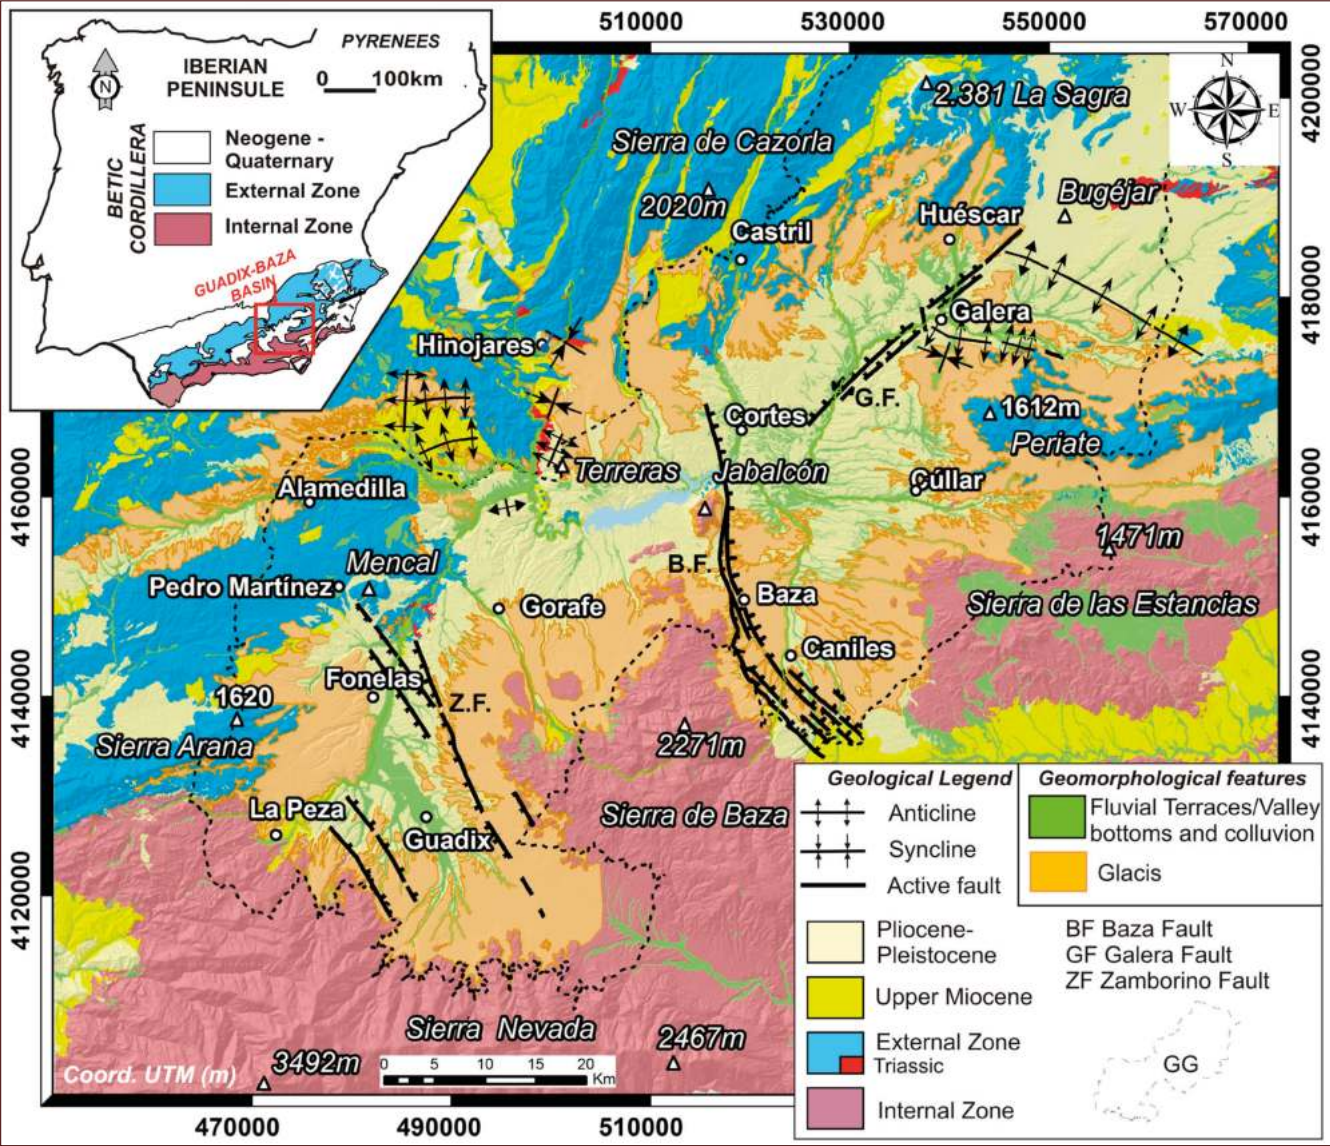 510000
530000
550000
570000
PYRENEES
IBERIAN
PENINSULE
0
100km
N
BETIC
CORDILLERA
Neogene -
Quaternary
External Zone
Internal Zone
GUADIX-BAZA
BASIN
N
W
E
S
4200000
4180000
4160000
4140000
4160000
4140000
4120000
2.381 La Sagra
Sierra de Cazorla
2020m
Castril
Huéscar
Bugéjar
Galera
Hinojares
G.F.
Cortes
1612m
Periate
Terreras
Jabalcón
Cúllar
Alamedilla
1471m
Mencal
B.F.
Pedro Martínez
Gorafe
Baza
Sierra de las Estancias
Caniles
Fonelas
Z.F.
1620
Sierra Arana
2271m
La Peza
Sierra de Baza
Guadix
Sierra Nevada
2467m
3492m
Coord. UTM (m)
0 4 10 15 20
Km
470000
490000
510000
Geological Legend
Anticline
Syncline
Active fault
Pliocene-
Pleistocene
Upper Miocene
External Zone
Triassic
Internal Zone
Geomorphological features
Fluvial Terraces/Valley
bottoms and colluvion
Glacis
BF Baza Fault
GF Galera Fault
ZF Zamborino Fault
GG